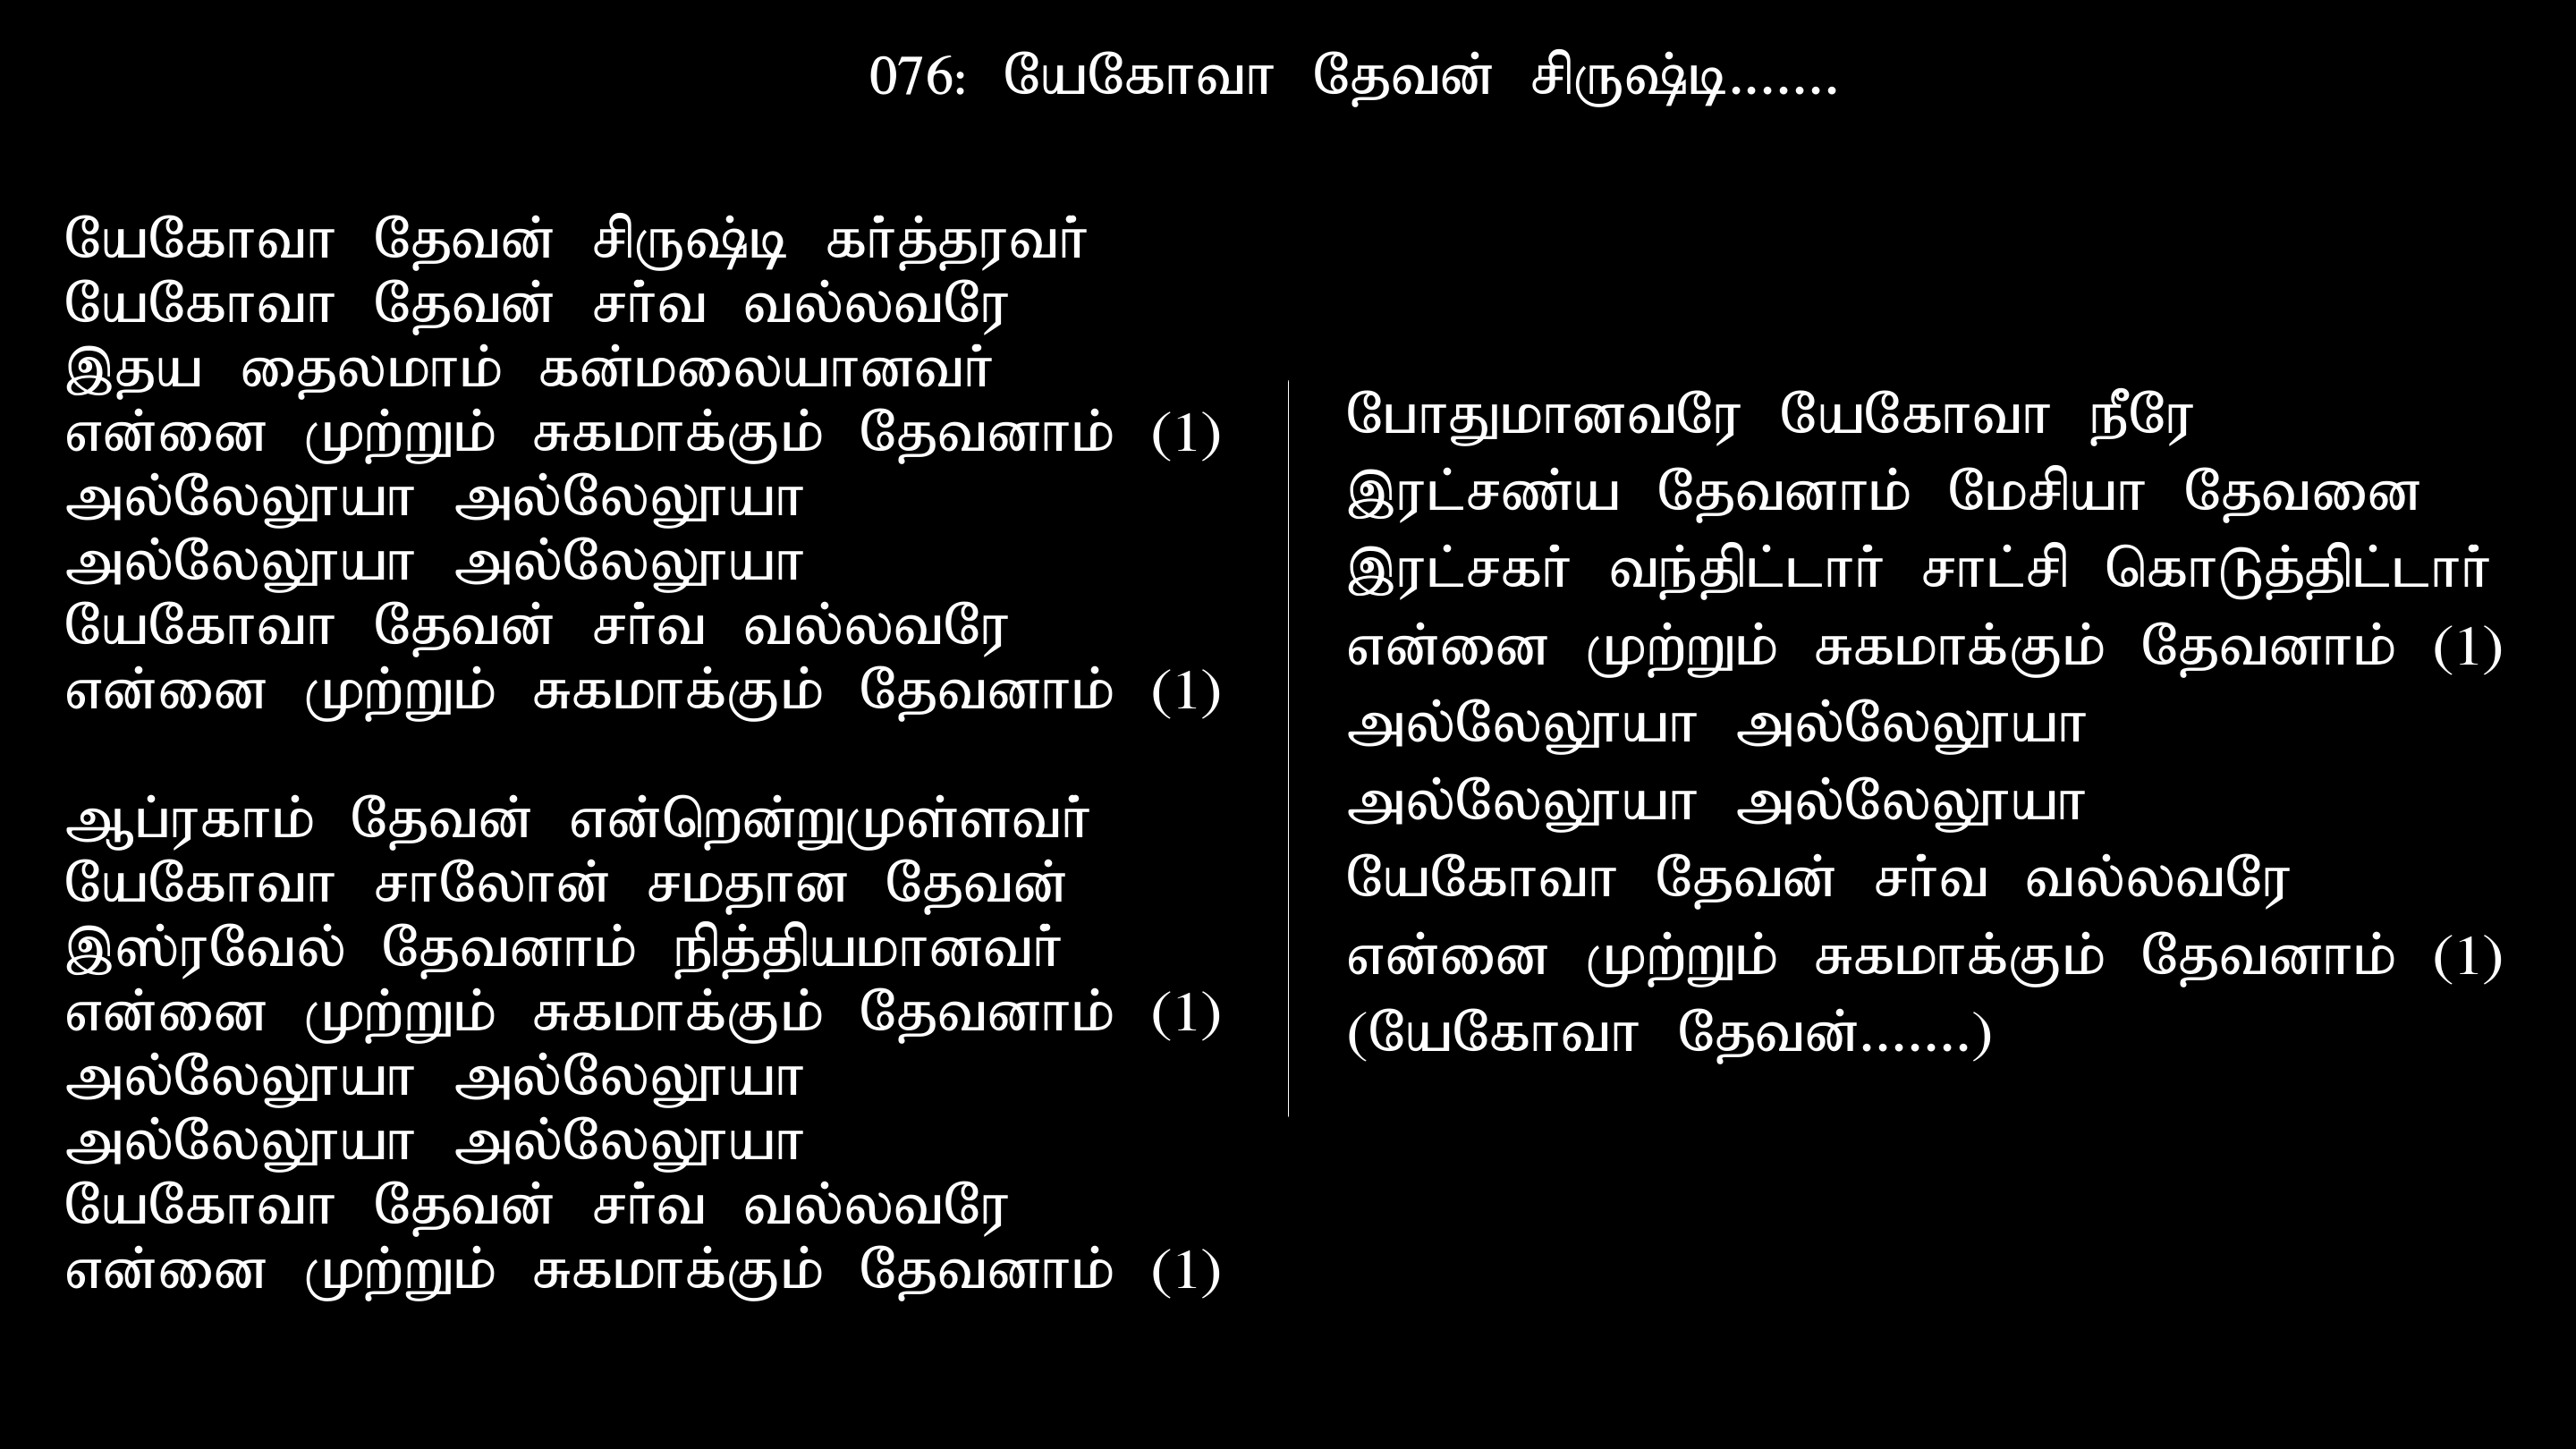 076: யேகோவா தேவன் சிருஷ்டி.......
யேகோவா தேவன் சிருஷ்டி கர்த்தரவர்
யேகோவா தேவன் சர்வ வல்லவரே
இதய தைலமாம் கன்மலையானவர்
என்னை முற்றும் சுகமாக்கும் தேவனாம் (1)
அல்லேலூயா அல்லேலூயா
அல்லேலூயா அல்லேலூயா
யேகோவா தேவன் சர்வ வல்லவரே
என்னை முற்றும் சுகமாக்கும் தேவனாம் (1)
ஆப்ரகாம் தேவன் என்றென்றுமுள்ளவர்
யேகோவா சாலோன் சமதான தேவன்
இஸ்ரவேல் தேவனாம் நித்தியமானவர்
என்னை முற்றும் சுகமாக்கும் தேவனாம் (1)
அல்லேலூயா அல்லேலூயா
அல்லேலூயா அல்லேலூயா
யேகோவா தேவன் சர்வ வல்லவரே
என்னை முற்றும் சுகமாக்கும் தேவனாம் (1)
போதுமானவரே யேகோவா நீரே
இரட்சண்ய தேவனாம் மேசியா தேவனை
இரட்சகர் வந்திட்டார் சாட்சி கொடுத்திட்டார்
என்னை முற்றும் சுகமாக்கும் தேவனாம் (1)
அல்லேலூயா அல்லேலூயா
அல்லேலூயா அல்லேலூயா
யேகோவா தேவன் சர்வ வல்லவரே
என்னை முற்றும் சுகமாக்கும் தேவனாம் (1)
(யேகோவா தேவன்.......)